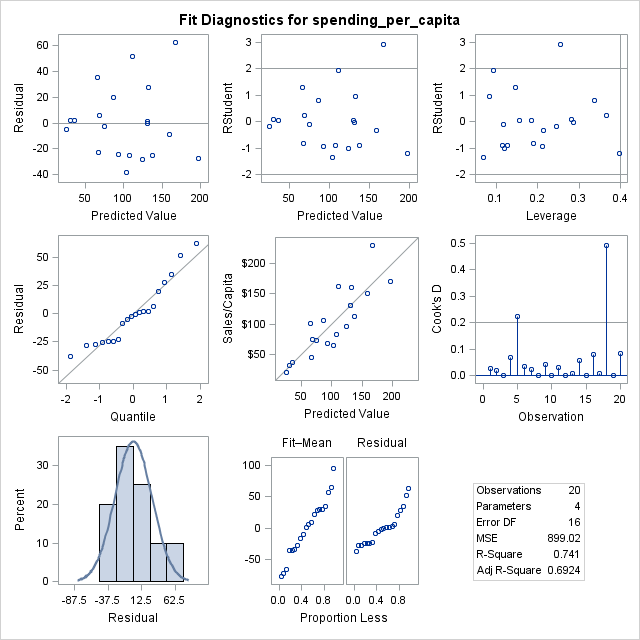 Fit Diagnostics for spending_per_capita
Residual
60
40
20
0
-20
-40
50 100 150 200
Predicted Value
RStudent
3
2
1
0
-1
-2
50 100 150 200
Predicted Value
RStudent
3
2
1
0
-1
-2
0.1 0.2 0.3 0.4
Leverage
Residual
50
25
0
-25
-50
-2 -1 0 1 2
Quantile
Sales/Capita
$200
$150
$100
$50
50 100 150 200
Predicted Value
Cook's D
0.5
0.4
0.3
0.2
0.1
0.0
0 5 10 15 20
Observation
Percent
30
20
10
0
-87.5 -37.5 12.5 62.5
Residual
Fit–Mean Residual
100
50
0
-50
0.0 0.4 0.8 0.0 0.4 0.8
Proportion Less
Observations 20
Parameters 4
Error DF 16
MSE 899.02
R-Square 0.741
Adj R-Square 0.6924